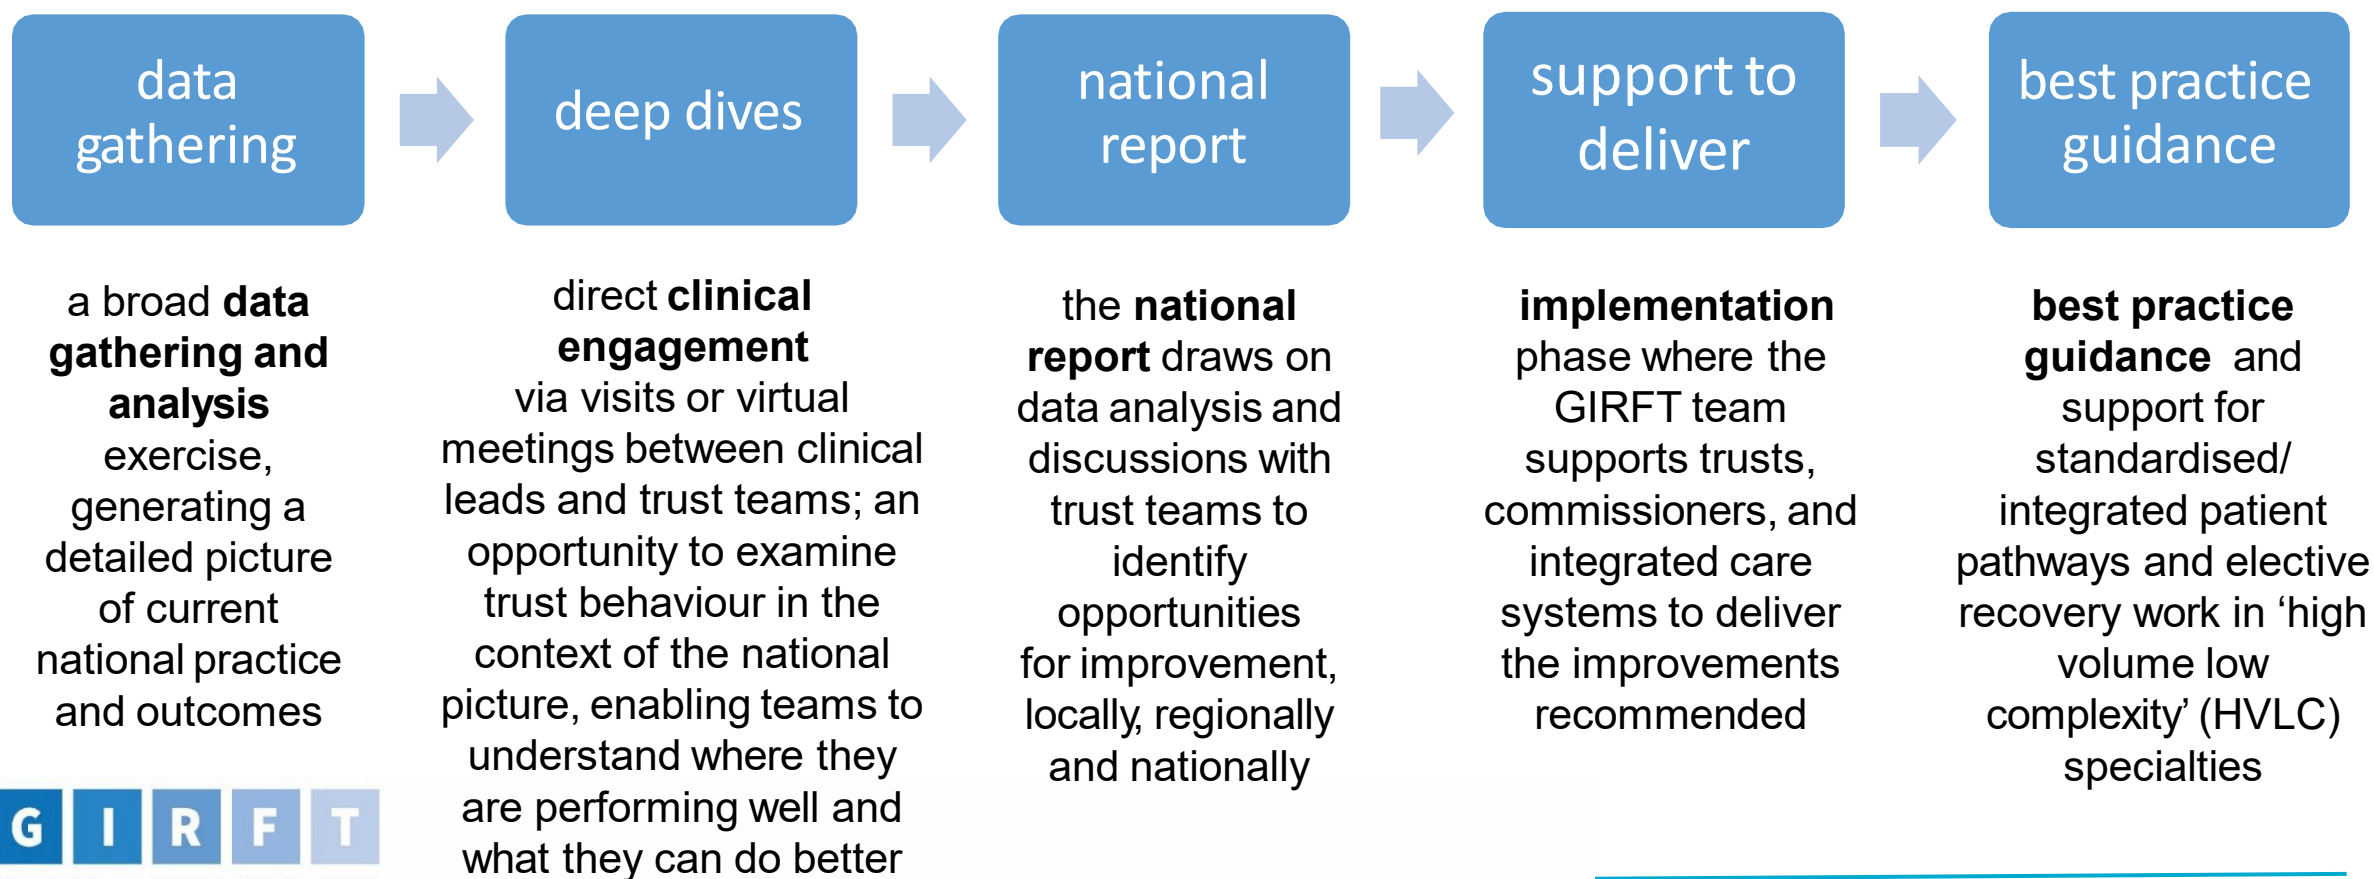 data
gathering
deep dives
national
report
support to
deliver
best practice
guidance
a broad data
gathering and
analysis
exercise,
generating a
detailed picture
of current
national practice
and outcomes
direct clinical
engagement
via visits or virtual
meetings between clinical
leads and trust teams; an
opportunity to examine
trust behaviour in the
context of the national
picture, enabling teams to
understand where they
are performing well and
what they can do better
the national
report draws on
data analysis and
discussions with
trust teams to
identify
opportunities
for improvement,
locally, regionally
and nationally
implementation
phase where the
GIRFT team
supports trusts,
commissioners, and
integrated care
systems to deliver
the improvements
recommended
best practice
guidance and
support for
standardised/
integrated patient
pathways and elective
recovery work in ‘high
volume low
complexity’ (HVLC)
specialties
GIRFT